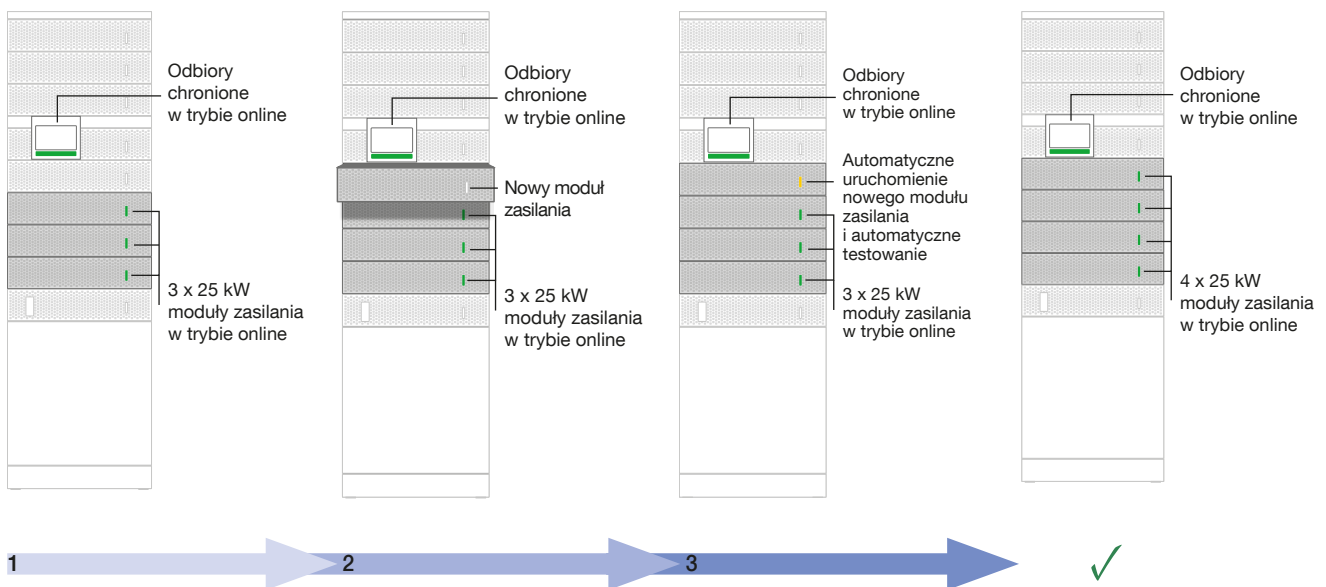 Odbiory
chronione
w trybie online
3 x 25 kW
moduły zasilania
w trybie online
Odbiory
chronione
w trybie online
Nowy moduł
zasilania
3 x 25 kW
moduły zasilania
w trybie online
Odbiory
chronione
w trybie online
Automatyczne
uruchomienie
nowego modułu
zasilania
i automatyczne
testowanie
3 x 25 kW
moduły zasilania
w trybie online
Odbiory
chronione
w trybie online
4 x 25 kW
moduły zasilania
w trybie online
1
2
3